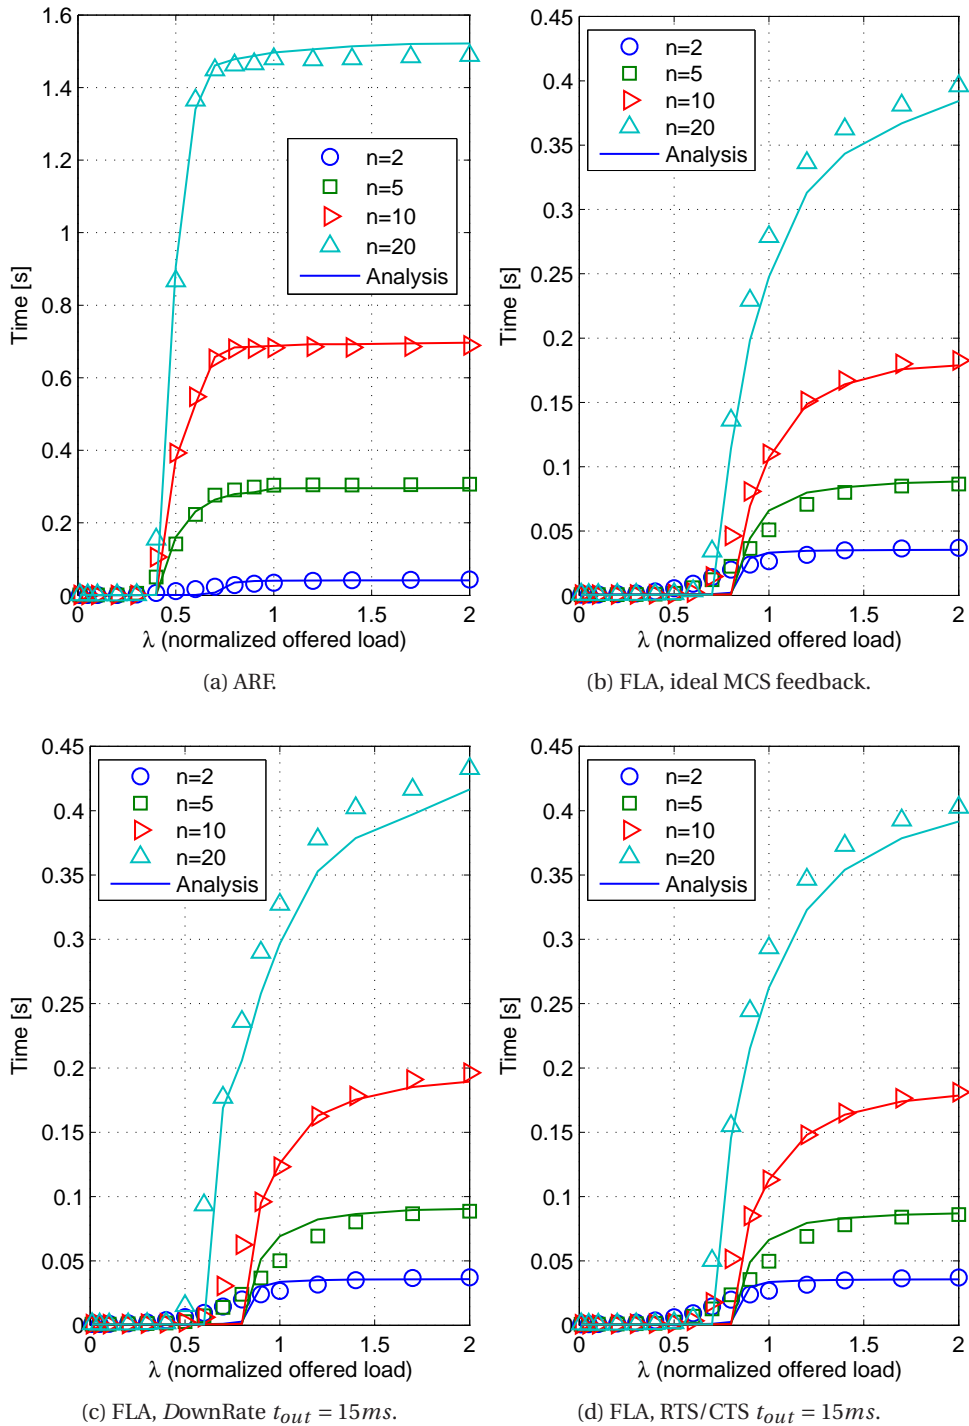 1.6
1.4
1.2
1
0.8
0.6
0.4
0.2
0
Time [s]
n=2
n=5
n=10
n=20
Analysis
0 0.5 1 1.5 2
λ (normalized offered load)
(a) ARF.
0.45
0.4
0.35
0.3
0.25
0.2
0.15
0.1
0.05
0
Time [s]
n=2
n=5
n=10
n=20
Analysis
0 0.5 1 1.5 2
λ (normalized offered load)
(b) FLA, ideal MCS feedback.
0.45
0.4
0.35
0.3
0.25
0.2
0.15
0.1
0.05
0
Time [s]
n=2
n=5
n=10
n=20
Analysis
0 0.5 1 1.5 2
λ (normalized offered load)
(c) FLA, DownRate t_out = 15ms.
0.45
0.4
0.35
0.3
0.25
0.2
0.15
0.1
0.05
0
Time [s]
n=2
n=5
n=10
n=20
Analysis
0 0.5 1 1.5 2
λ (normalized offered load)
(d) FLA, RTS/CTS t_out = 15ms.